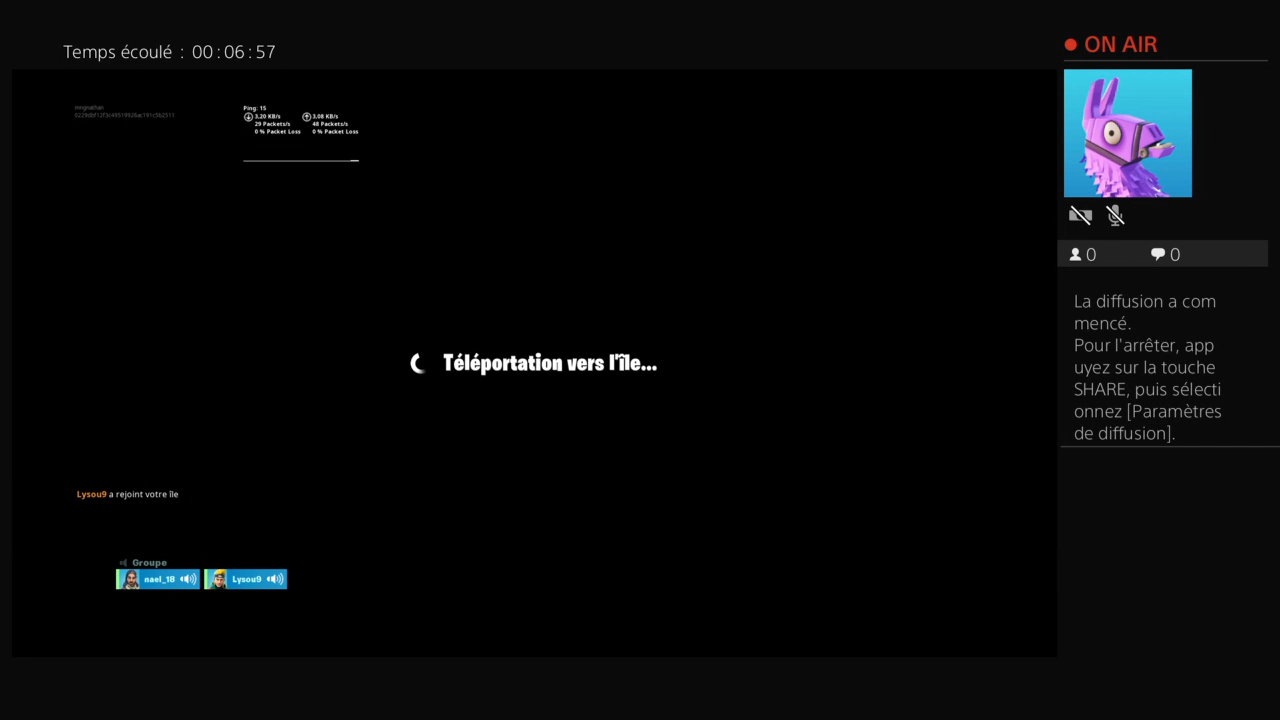 Temps écoulé : 00:06:57
ON AIR
mngnathan
Ping: 15
3,20 KB/s 3,08 KB/s
29 Packets/s 48 Packets/s
0 % Packet Loss 0 % Packet Loss
0 0
La diffusion a com
mencé.
Pour l'arrêter, app
uyez sur la touche
SHARE, puis sélecti
onnez [Paramètres
de diffusion].
Téléportation vers l'île...
Lysou9 a rejoint votre île
Groupe
nael_18 Lysou9